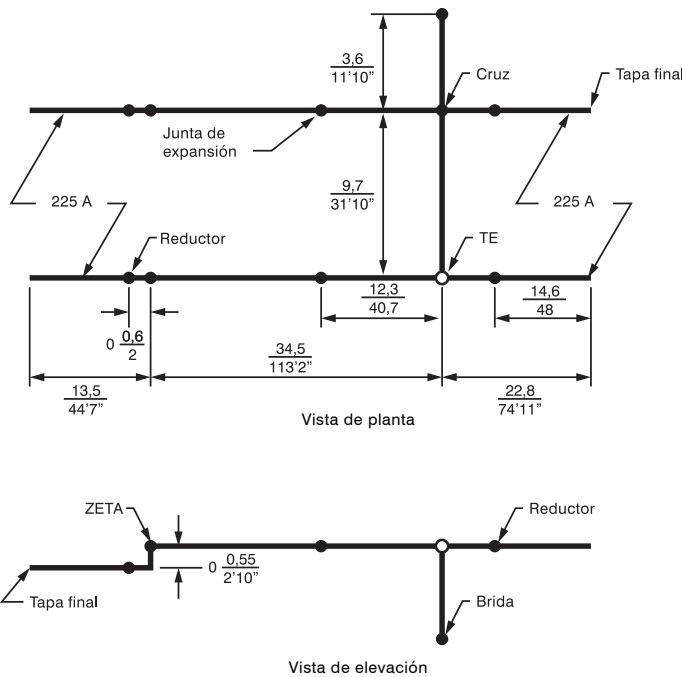 3,6
11'10"
Cruz
Tapa final
Junta de
expansión
9,7
31'10"
225 A
225 A
Reductor
TE
12,3
40,7
14,6
48
0 0,6
2
34,5
113'2"
13,5
44'7"
22,8
74'11"
Vista de planta
ZETA
Reductor
0 0,55
2'10"
Tapa final
Brida
Vista de elevación